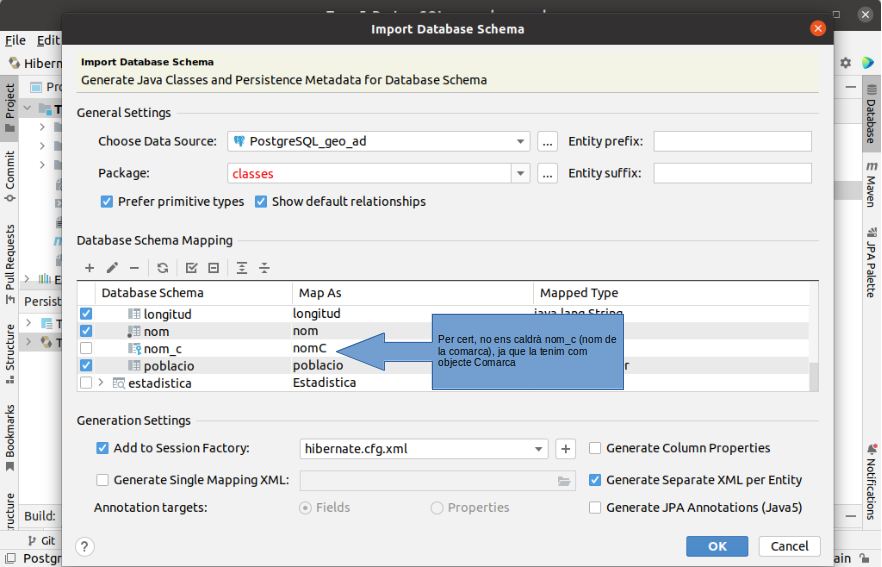 Import Database Schema
File Edit
Hibern
Import Database Schema
Generate Java Classes and Persistence Metadata for Database Schema
General Settings
Choose Data Source: PostgreSQL_geo_ad ... Entity prefix:
Package: classes ... Entity suffix:
Prefer primitive types Show default relationships
Database Schema Mapping
Database Schema Map As Mapped Type
longitud longitud java.lang.String
nom nom
nom_c nomC
poblacio poblacio r
estadistica Estadistica
Per cert, no ens caldrà nom_c (nom de
la comarca), ja que la tenim com
objecte Comarca
Generation Settings
Add to Session Factory: hibernate.cfg.xml Generate Column Properties
Generate Single Mapping XML: Generate Separate XML per Entity
Annotation targets: Fields Properties Generate JPA Annotations (Java5)
? OK Cancel
Project
Commit
Pull Requests
Structure
Bookmarks
ructure
Pro
Persist
Build:
Git
Postgr
Database
Maven
JPA Palette
Notifications
ain